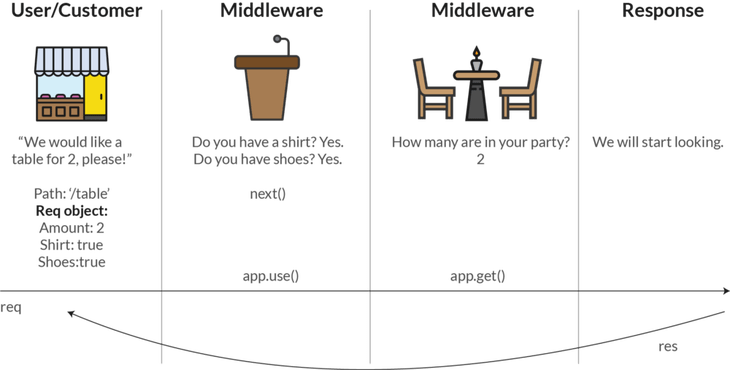 User/Customer
Middleware
Middleware
Response
“We would like a
table for 2, please!”
Path: ‘/table’
Req object:
Amount: 2
Shirt: true
Shoes:true
Do you have a shirt? Yes.
Do you have shoes? Yes.
next()
app.use()
How many are in your party?
2
app.get()
We will start looking.
req
res